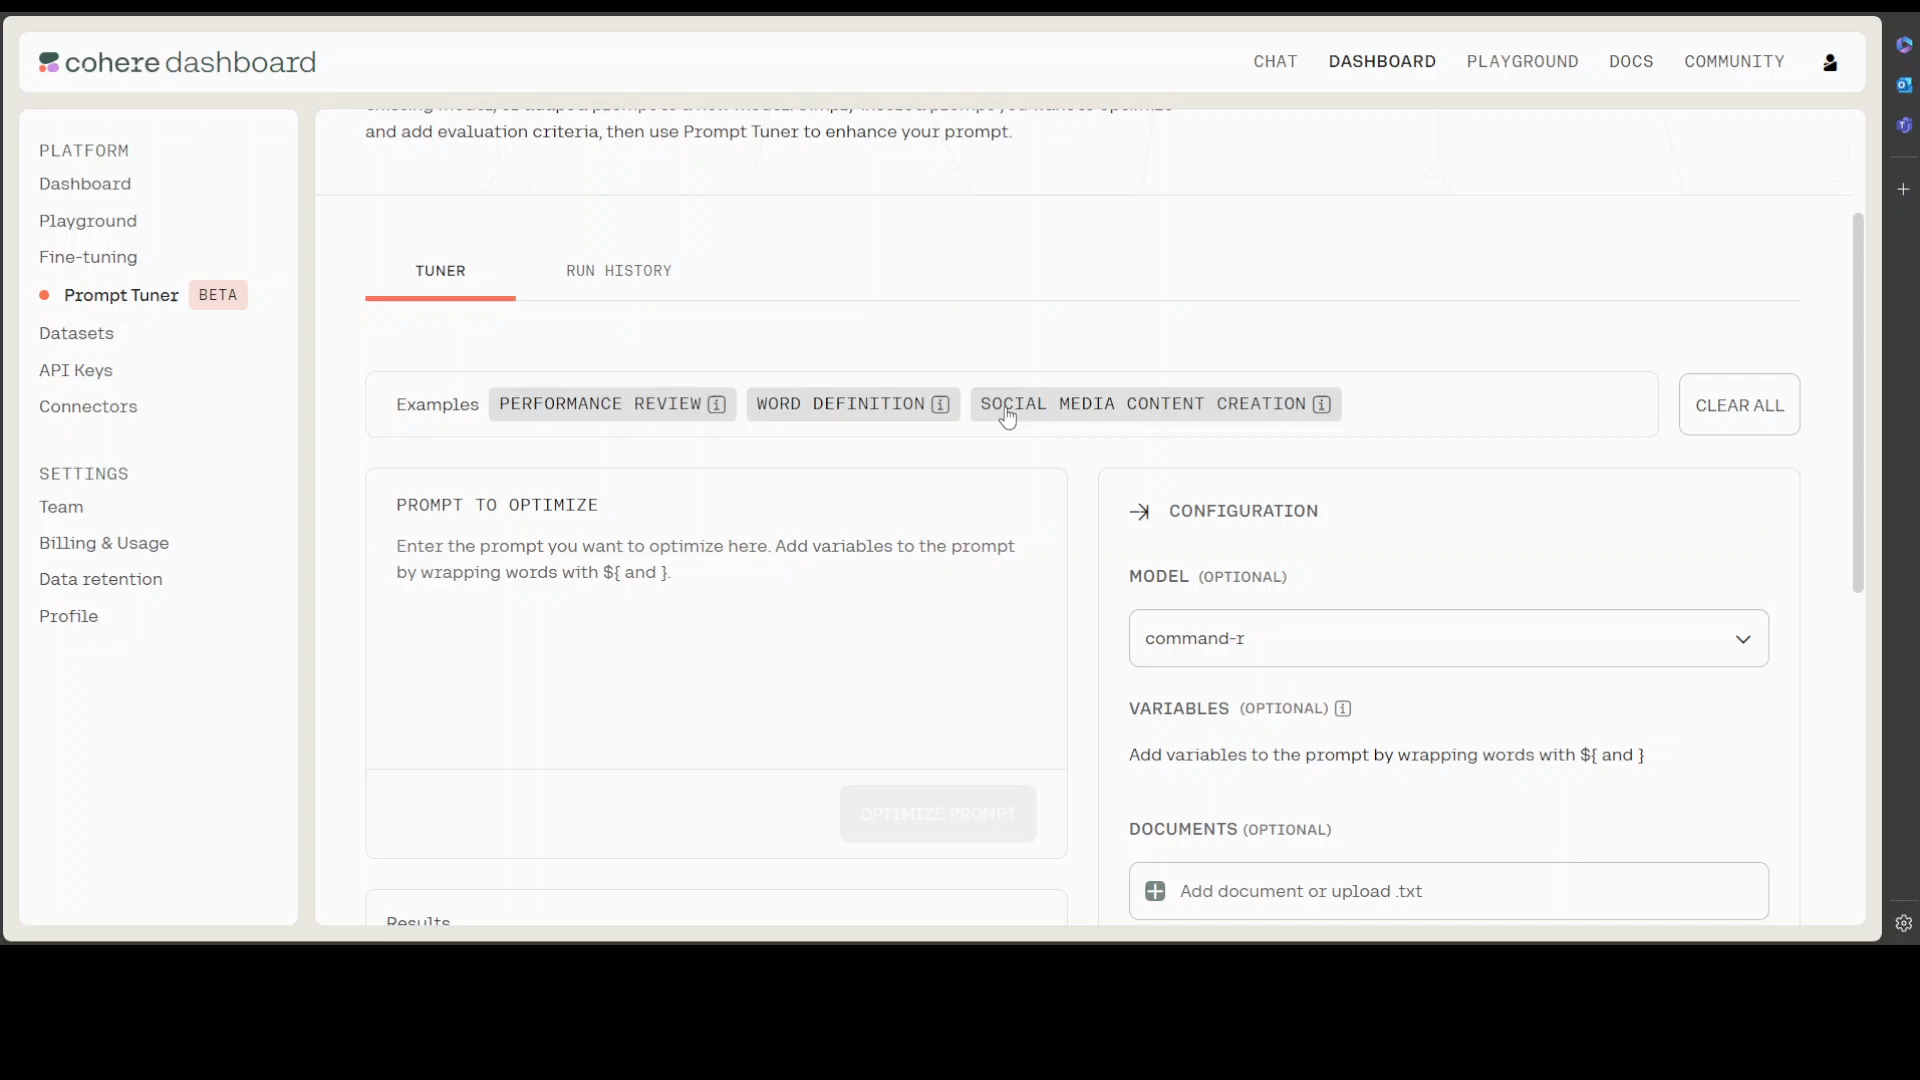 cohere dashboard
CHAT
DASHBOARD
PLAYGROUND
DOCS
COMMUNITY
PLATFORM
Dashboard
Playground
Fine-tuning
Prompt Tuner BETA
Datasets
API Keys
Connectors
SETTINGS
Team
Billing & Usage
Data retention
Profile
and add evaluation criteria, then use Prompt Tuner to enhance your prompt.
TUNER
RUN HISTORY
Examples
PERFORMANCE REVIEW
WORD DEFINITION
SOCIAL MEDIA CONTENT CREATION
CLEAR ALL
PROMPT TO OPTIMIZE
Enter the prompt you want to optimize here. Add variables to the prompt
by wrapping words with ${ and }.
OPTIMIZE PROMPT
Results
CONFIGURATION
MODEL (OPTIONAL)
command-r
VARIABLES (OPTIONAL)
Add variables to the prompt by wrapping words with ${ and }
DOCUMENTS (OPTIONAL)
Add document or upload .txt